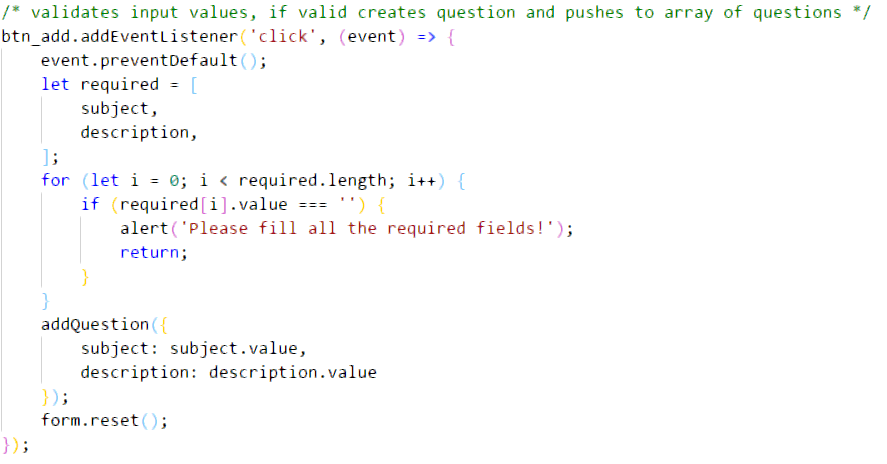 /* validates input values, if valid creates question and pushes to array of questions */
btn_add.addEventListener('click', (event) => {
    event.preventDefault();
    let required = [
        subject,
        description,
    ];
    for (let i = 0; i < required.length; i++) {
        if (required[i].value === '') {
            alert('Please fill all the required fields!');
            return;
        }
    }
    addQuestion({
        subject: subject.value,
        description: description.value
    });
    form.reset();
});